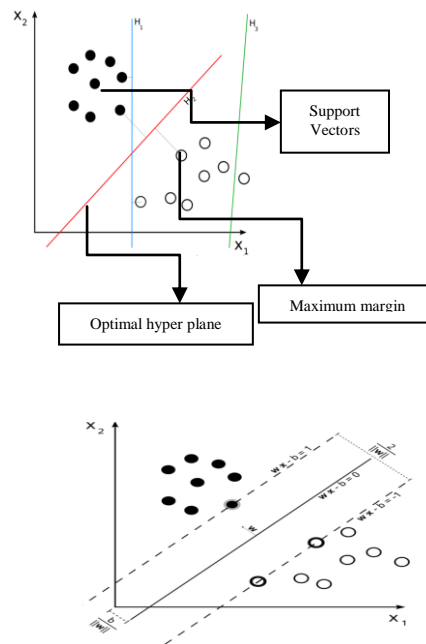 X2
H1
H3
H2
Support
Vectors
X1
Optimal hyper plane
Maximum margin
X2
w x - b = 1
2
||w||
w x - b = 0
w
w x - b = -1
b
||w||
X1